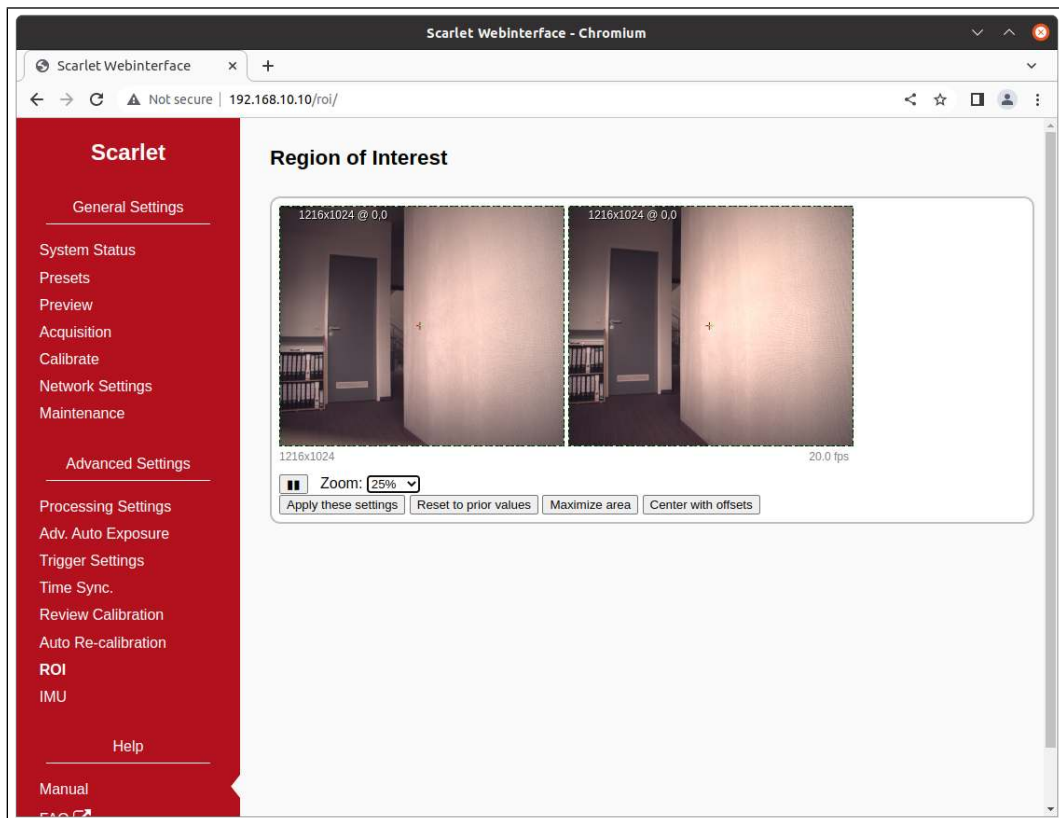 Scarlet Webinterface - Chromium
Scarlet Webinterface
Not secure 192.168.10.10/roi/
Scarlet
General Settings
System Status
Presets
Preview
Acquisition
Calibrate
Network Settings
Maintenance
Advanced Settings
Processing Settings
Adv. Auto Exposure
Trigger Settings
Time Sync.
Review Calibration
Auto Re-calibration
ROI
IMU
Help
Manual
FAQ
Region of Interest
1216x1024 @ 0,0 1216x1024 @ 0,0
1216x1024 20.0 fps
Zoom: 25%
Apply these settings Reset to prior values Maximize area Center with offsets